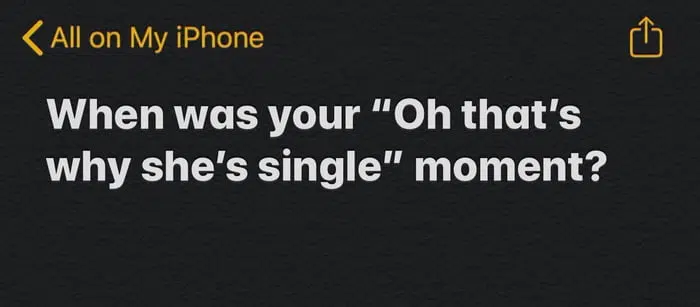 All on My iPhone
When was your “Oh that’s
why she’s single” moment?